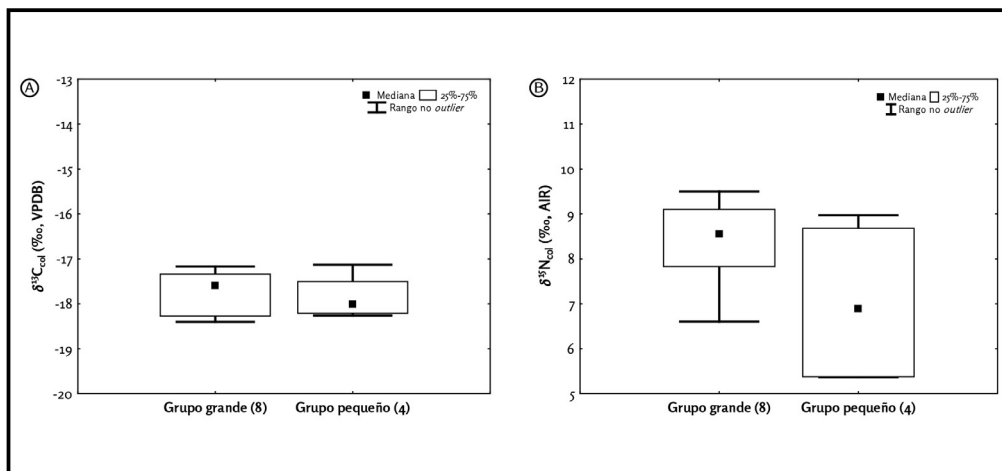 A
-13
-14
-15
-16
-17
-18
-19
-20
δ¹³C_col (‰, VPDB)
■ Mediana □ 25%-75%
Rango no outlier
Grupo grande (8)
Grupo pequeño (4)
B
12
11
10
9
8
7
6
5
δ¹⁵N_col (‰, AIR)
■ Mediana □ 25%-75%
Rango no outlier
Grupo grande (8)
Grupo pequeño (4)